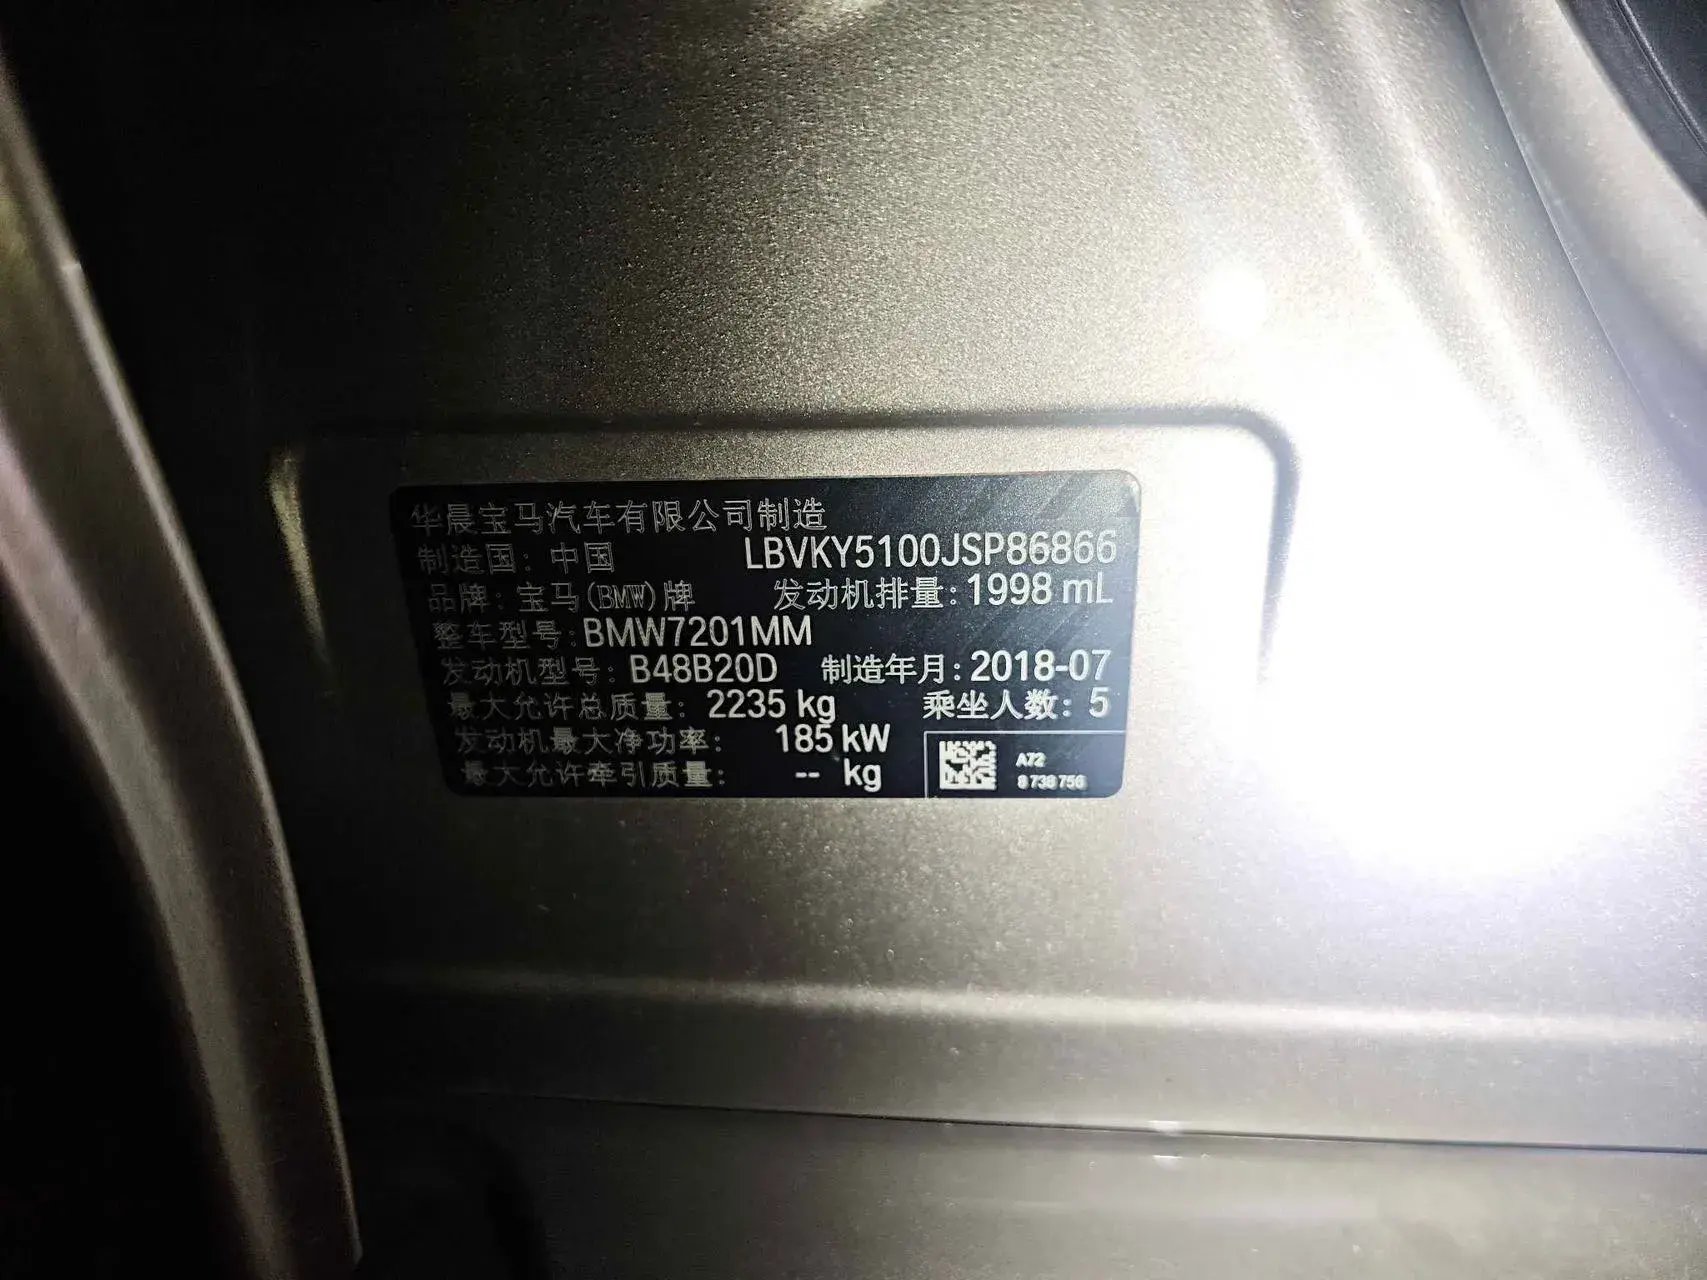 华晨宝马汽车有限公司制造
制造国：中国 LBVKY5100JSP86866
品牌：宝马(BMW)牌 发动机排量：1998 mL
整车型号：BMW7201MM
发动机型号：B48B20D 制造年月：2018-07
最大允许总质量：2235 kg 乘坐人数：5
发动机最大净功率：185 kW
最大允许牵引质量：-- kg
A72
8 738 756